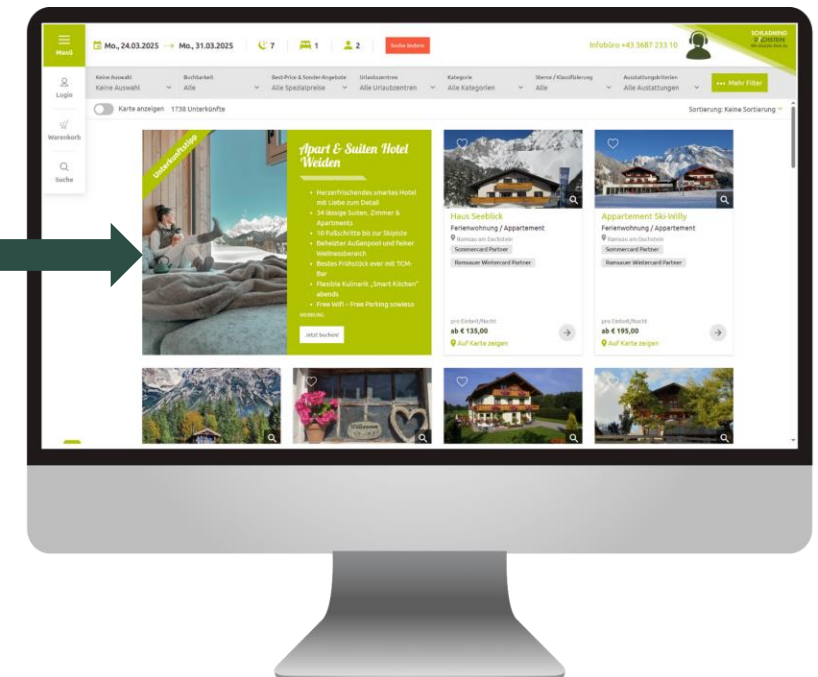 Menü
Mo., 24.03.2025 → Mo., 31.03.2025
7
1
2
Suche ändern
Infobüro +43 3687 233 10
SCHLADMING
DACHSTEIN
Login
Warenkorb
Suche
Keine Auswahl
Keine Auswahl
Buchbarkeit
Alle
Best-Price & Sonder-Angebote
Alle Spezialpreise
Urlaubszentren
Alle Urlaubzentren
Kategorie
Alle Kategorien
Sterne / Klassifizierung
Alle
Ausstattungskriterien
Alle Ausstattungen
••• Mehr Filter
Karte anzeigen 1738 Unterkünfte
Sortierung: Keine Sortierung
Unterkunftstipp
Apart & Suiten Hotel
Weiden
• Herzerfrischendes smartes Hotel
mit Liebe zum Detail
• 34 lässige Suiten, Zimmer &
Apartments
• 10 Fußschritte bis zur Skipiste
• Beheizter Außenpool und feiner
Wellnessbereich
• Bestes Frühstück ever mit TCM-
Bar
• Flexible Kulinarik „Smart Kitchen"
abends
• Free Wifi – Free Parking sowieso
WERBUNG
Jetzt buchen!
Haus Seeblick
Ferienwohnung / Appartement
Ramsau am Dachstein
Sommercard Partner
Ramsauer Wintercard Partner
pro Einheit/Nacht
ab € 135,00
Auf Karte zeigen
Appartement Ski-Willy
Ferienwohnung / Appartement
Ramsau am Dachstein
Sommercard Partner
Ramsauer Wintercard Partner
pro Einheit/Nacht
ab € 195,00
Auf Karte zeigen
Willkommen